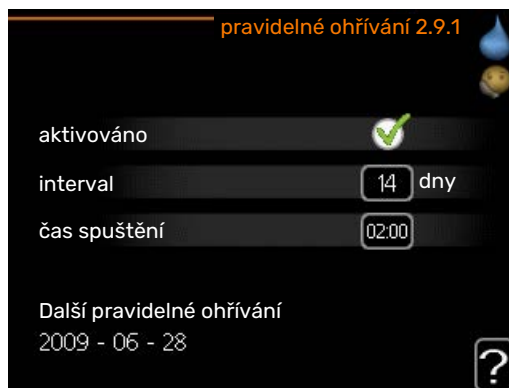 pravidelné ohřívání 2.9.1
aktivováno
interval 14 dny
čas spuštění 02:00
Další pravidelné ohřívání
2009 - 06 - 28
?